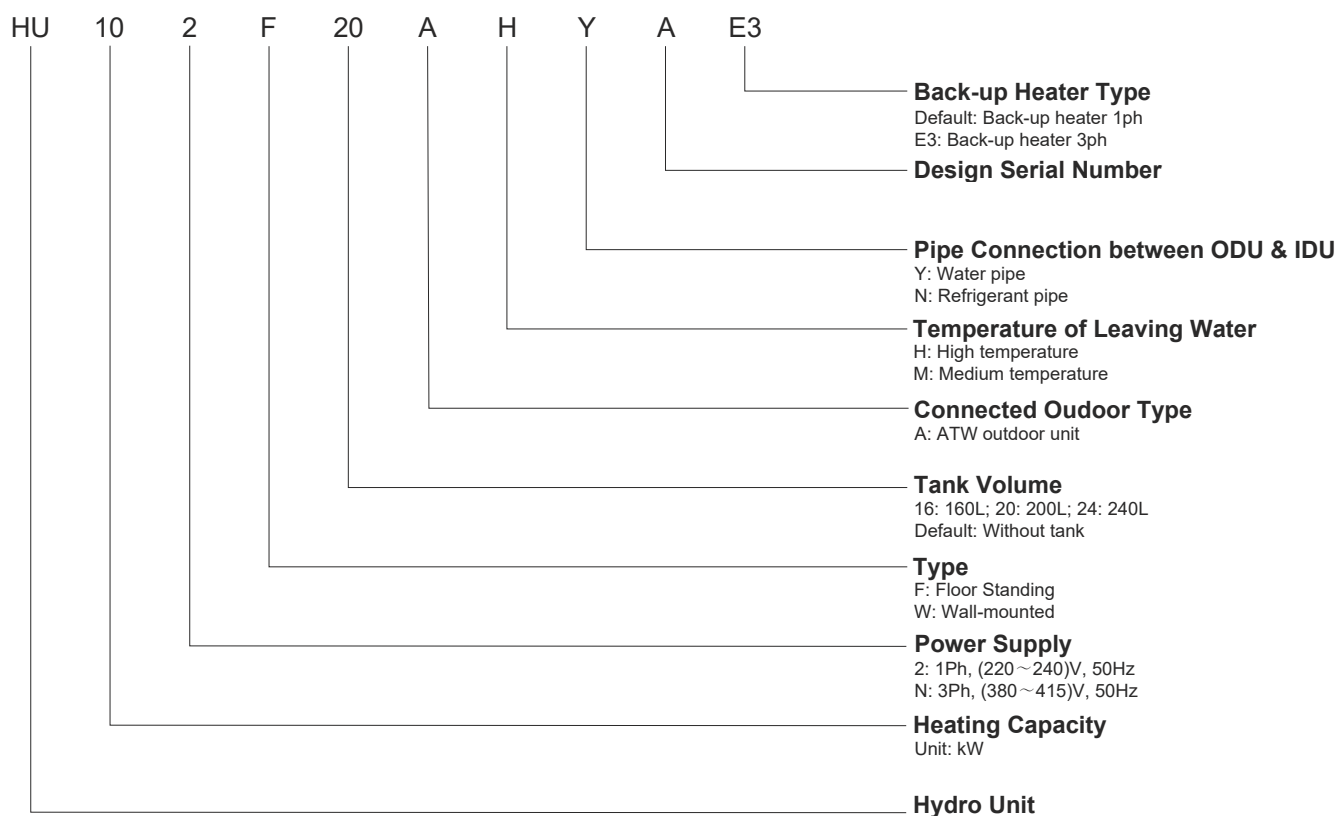 HU 10 2 F 20 A H Y A E3
Back-up Heater Type
Default: Back-up heater 1ph
E3: Back-up heater 3ph
Design Serial Number
Pipe Connection between ODU & IDU
Y: Water pipe
N: Refrigerant pipe
Temperature of Leaving Water
H: High temperature
M: Medium temperature
Connected Oudoor Type
A: ATW outdoor unit
Tank Volume
16: 160L; 20: 200L; 24: 240L
Default: Without tank
Type
F: Floor Standing
W: Wall-mounted
Power Supply
2: 1Ph, (220～240)V, 50Hz
N: 3Ph, (380～415)V, 50Hz
Heating Capacity
Unit: kW
Hydro Unit